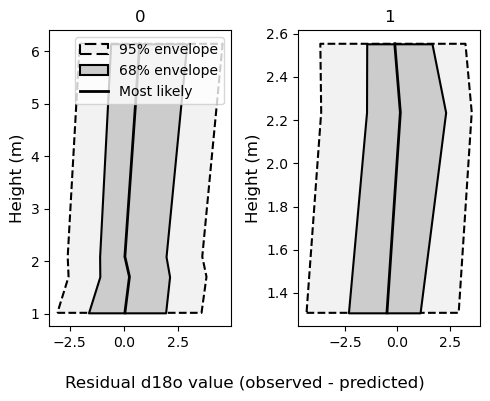 0
1
95% envelope
68% envelope
Most likely
Height (m)
6
5
4
3
2
1
−2.5 0.0 2.5
Height (m)
2.6
2.4
2.2
2.0
1.8
1.6
1.4
−2.5 0.0 2.5
Residual d18o value (observed - predicted)